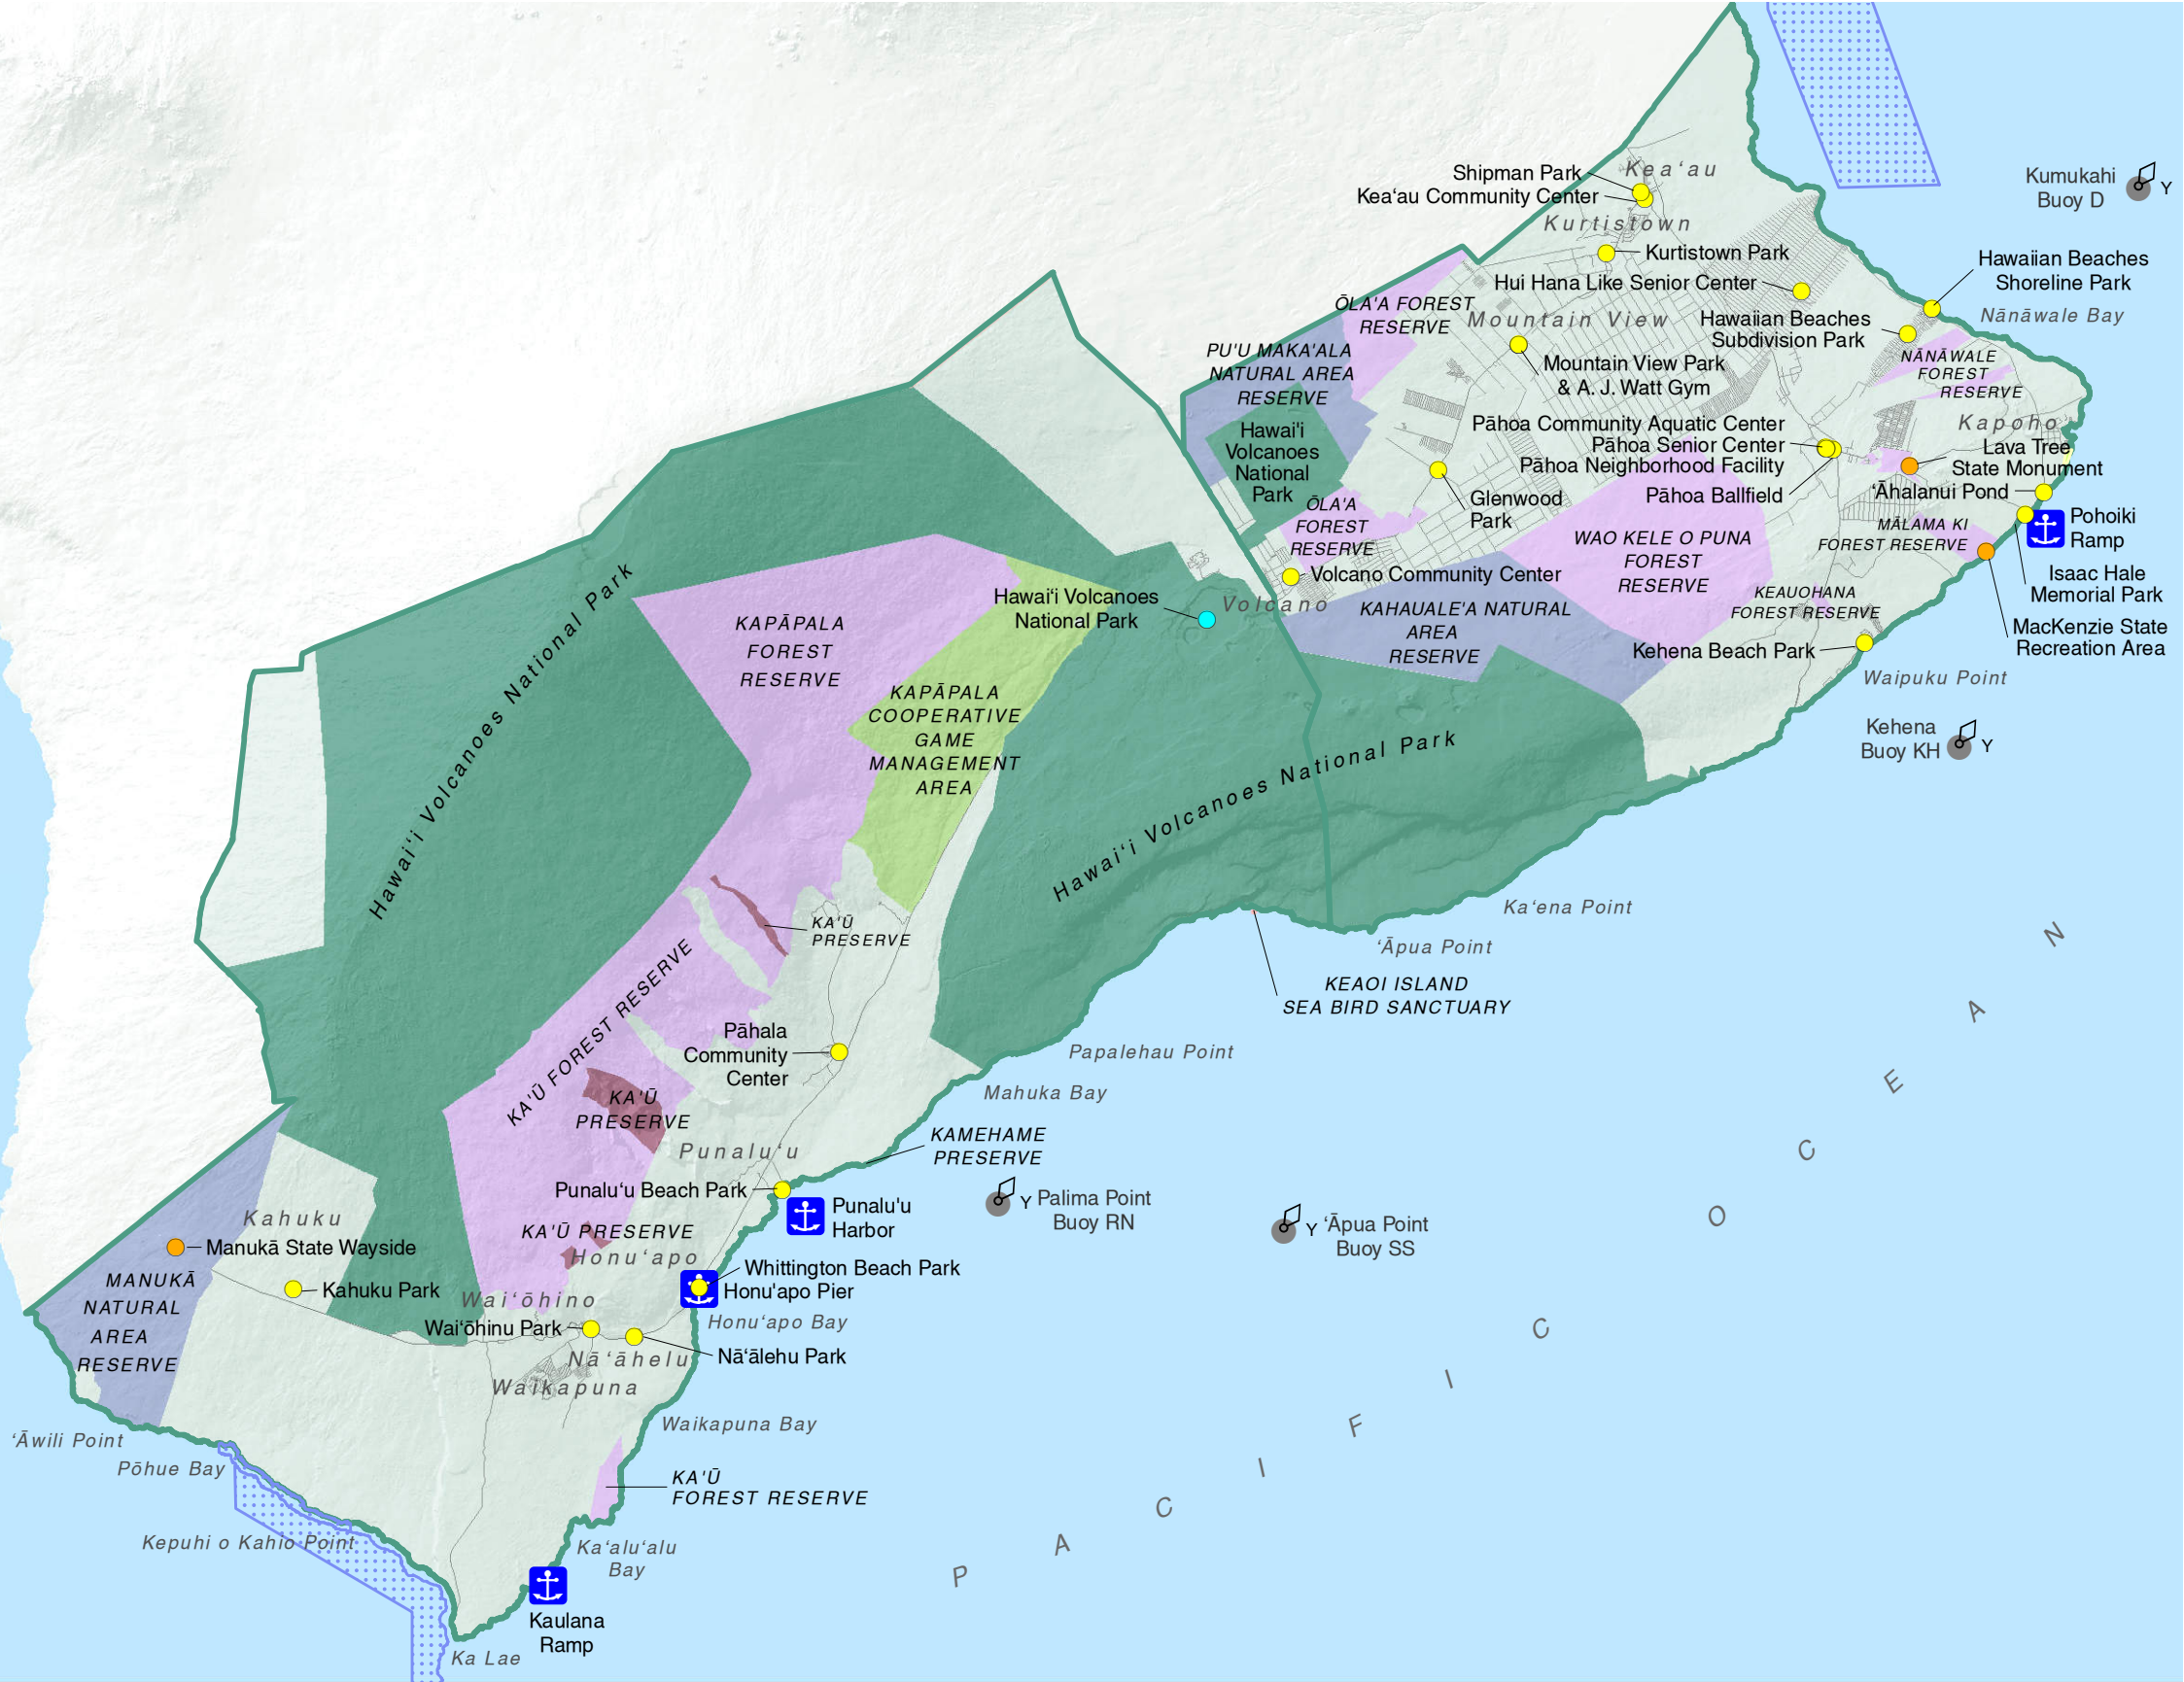 Kea‘au
Shipman Park
Kea‘au Community Center
Kurtistown
Kurtistown Park
Hui Hana Like Senior Center
Kumukahi
Buoy D
Y
Hawaiian Beaches
Shoreline Park
Nānāwale Bay
ŌLA'A FOREST
RESERVE
Mountain View
Hawaiian Beaches
Subdivision Park
PU'U MAKA'ALA
NATURAL AREA
RESERVE
Mountain View Park
& A. J. Watt Gym
NĀNĀWALE
FOREST
RESERVE
Hawai'i
Volcanoes
National
Park
Pāhoa Community Aquatic Center
Pāhoa Senior Center
Pāhoa Neighborhood Facility
Pāhoa Ballfield
Kapoho
Lava Tree
State Monument
‘Āhalanui Pond
Glenwood
Park
ŌLA'A
FOREST
RESERVE
WAO KELE O PUNA
FOREST
RESERVE
MĀLAMA KI
FOREST RESERVE
Pohoiki
Ramp
Isaac Hale
Memorial Park
Volcano Community Center
Volcano
Hawai‘i Volcanoes
National Park
KAHAUALE'A NATURAL
AREA
RESERVE
KEAUOHANA
FOREST RESERVE
MacKenzie State
Recreation Area
Kehena Beach Park
Waipuku Point
Kehena
Buoy KH
Y
Hawai‘i Volcanoes National Park
KAPĀPALA
FOREST
RESERVE
KAPĀPALA
COOPERATIVE
GAME
MANAGEMENT
AREA
Hawai‘i Volcanoes National Park
Ka‘ena Point
‘Āpua Point
KEAOI ISLAND
SEA BIRD SANCTUARY
KA'Ū
PRESERVE
KA'Ū FOREST RESERVE
Pāhala
Community
Center
Papalehau Point
Mahuka Bay
KA'Ū
PRESERVE
Punalu‘u
KAMEHAME
PRESERVE
Punalu‘u Beach Park
Punalu'u
Harbor
Y
Palima Point
Buoy RN
Y
‘Āpua Point
Buoy SS
Kahuku
Manukā State Wayside
KA'Ū PRESERVE
Honu‘apo
Whittington Beach Park
Honu'apo Pier
MANUKĀ
NATURAL
AREA
RESERVE
Kahuku Park
Wai‘ōhino
Wai‘ōhinu Park
Honu‘apo Bay
Nā‘āhelu
Nā‘ālehu Park
Waikapuna
Waikapuna Bay
‘Āwili Point
Pōhue Bay
KA'Ū
FOREST RESERVE
Kepuhi o Kahio Point
Ka‘alu‘alu
Bay
Kaulana
Ramp
Ka Lae
PACIFIC OCEAN